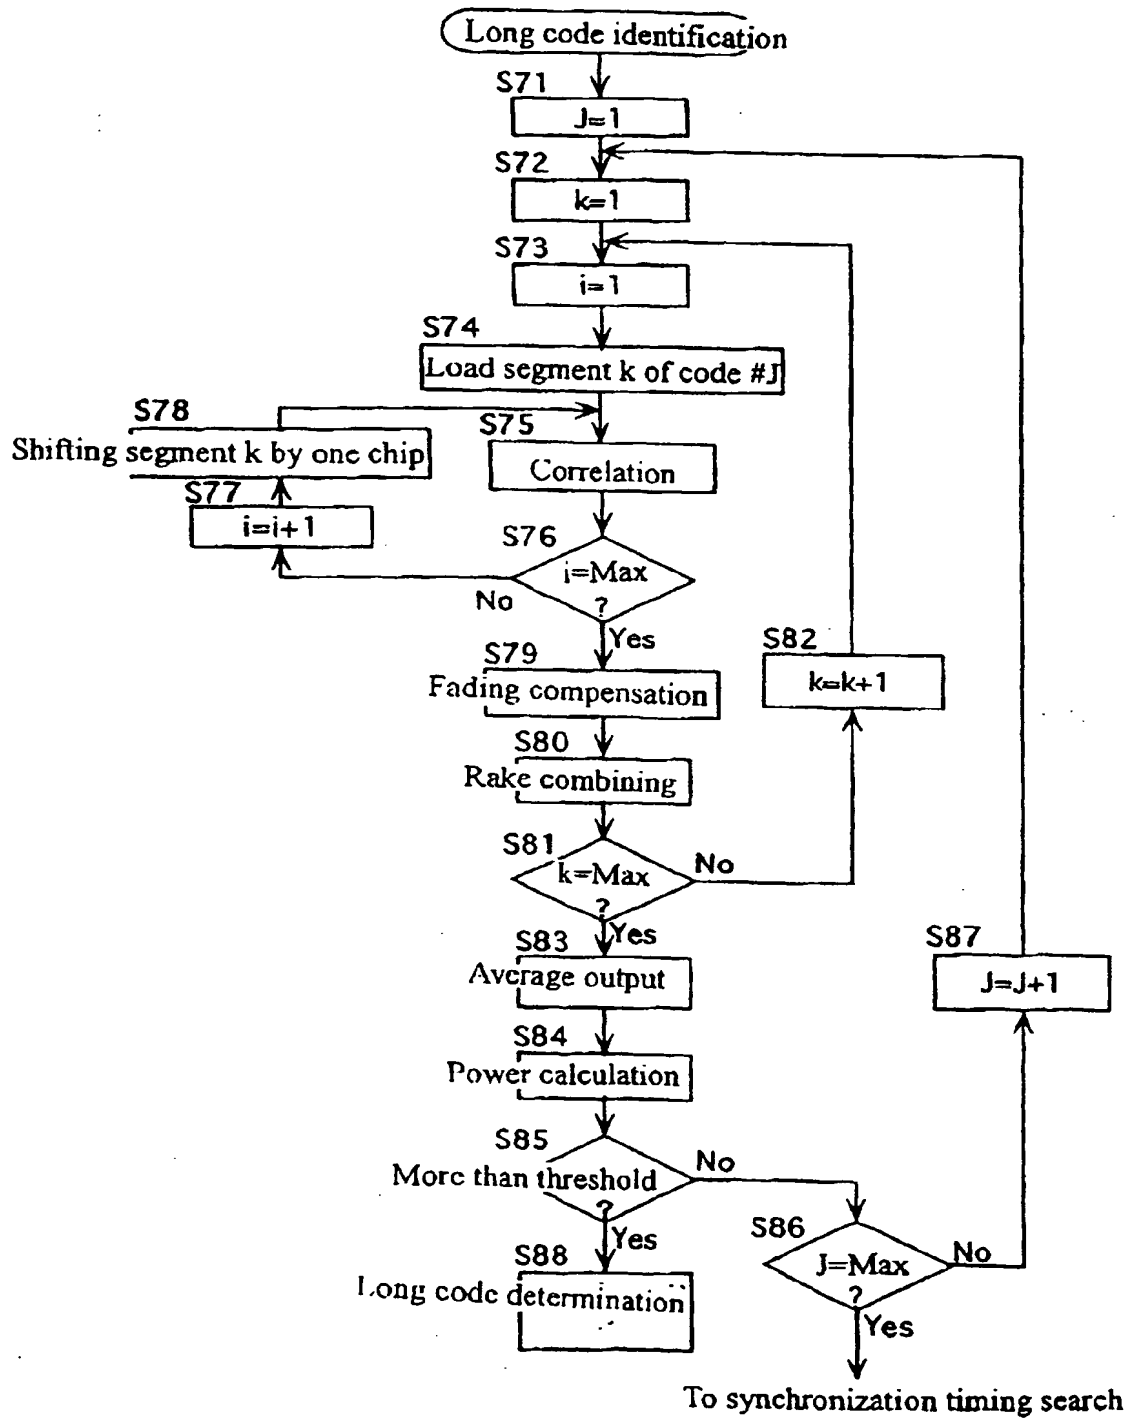 Long code identification
S71
J=1
S72
k=1
S73
i=1
S74
Load segment k of code #J
S78
Shifting segment k by one chip
S75
Correlation
S77
i=i+1
S76
i=Max
?
No
Yes
S79
Fading compensation
S82
k=k+1
S80
Rake combining
S81
k=Max
?
No
Yes
S83
Average output
S87
J=J+1
S84
Power calculation
S85
More than threshold
?
No
Yes
S86
J=Max
?
No
Yes
S88
Long code determination
To synchronization timing search